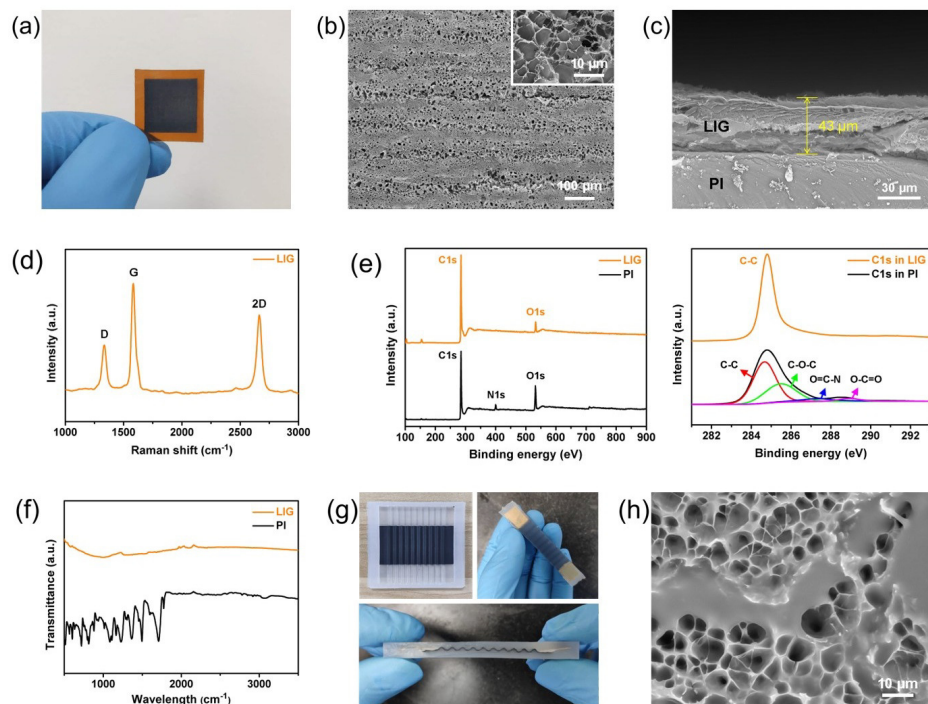 (a)
(b)
10 μm
100 μm
(c)
LIG
43 μm
PI
30 μm
(d)
LIG
G
2D
D
Intensity (a.u.)
1000 1500 2000 2500 3000
Raman shift (cm-1)
(e)
C1s
LIG
PI
O1s
C1s
N1s
O1s
Intensity (a.u.)
100 200 300 400 500 600 700 800 900
Binding energy (eV)
C-C
C1s in LIG
C1s in PI
C-C
C-O-C
O=C-N
O-C=O
Intensity (a.u.)
282 284 286 288 290 292
Binding energy (eV)
(f)
LIG
PI
Transmittance (a.u.)
1000 2000 3000
Wavelength (cm-1)
(g)
(h)
10 μm